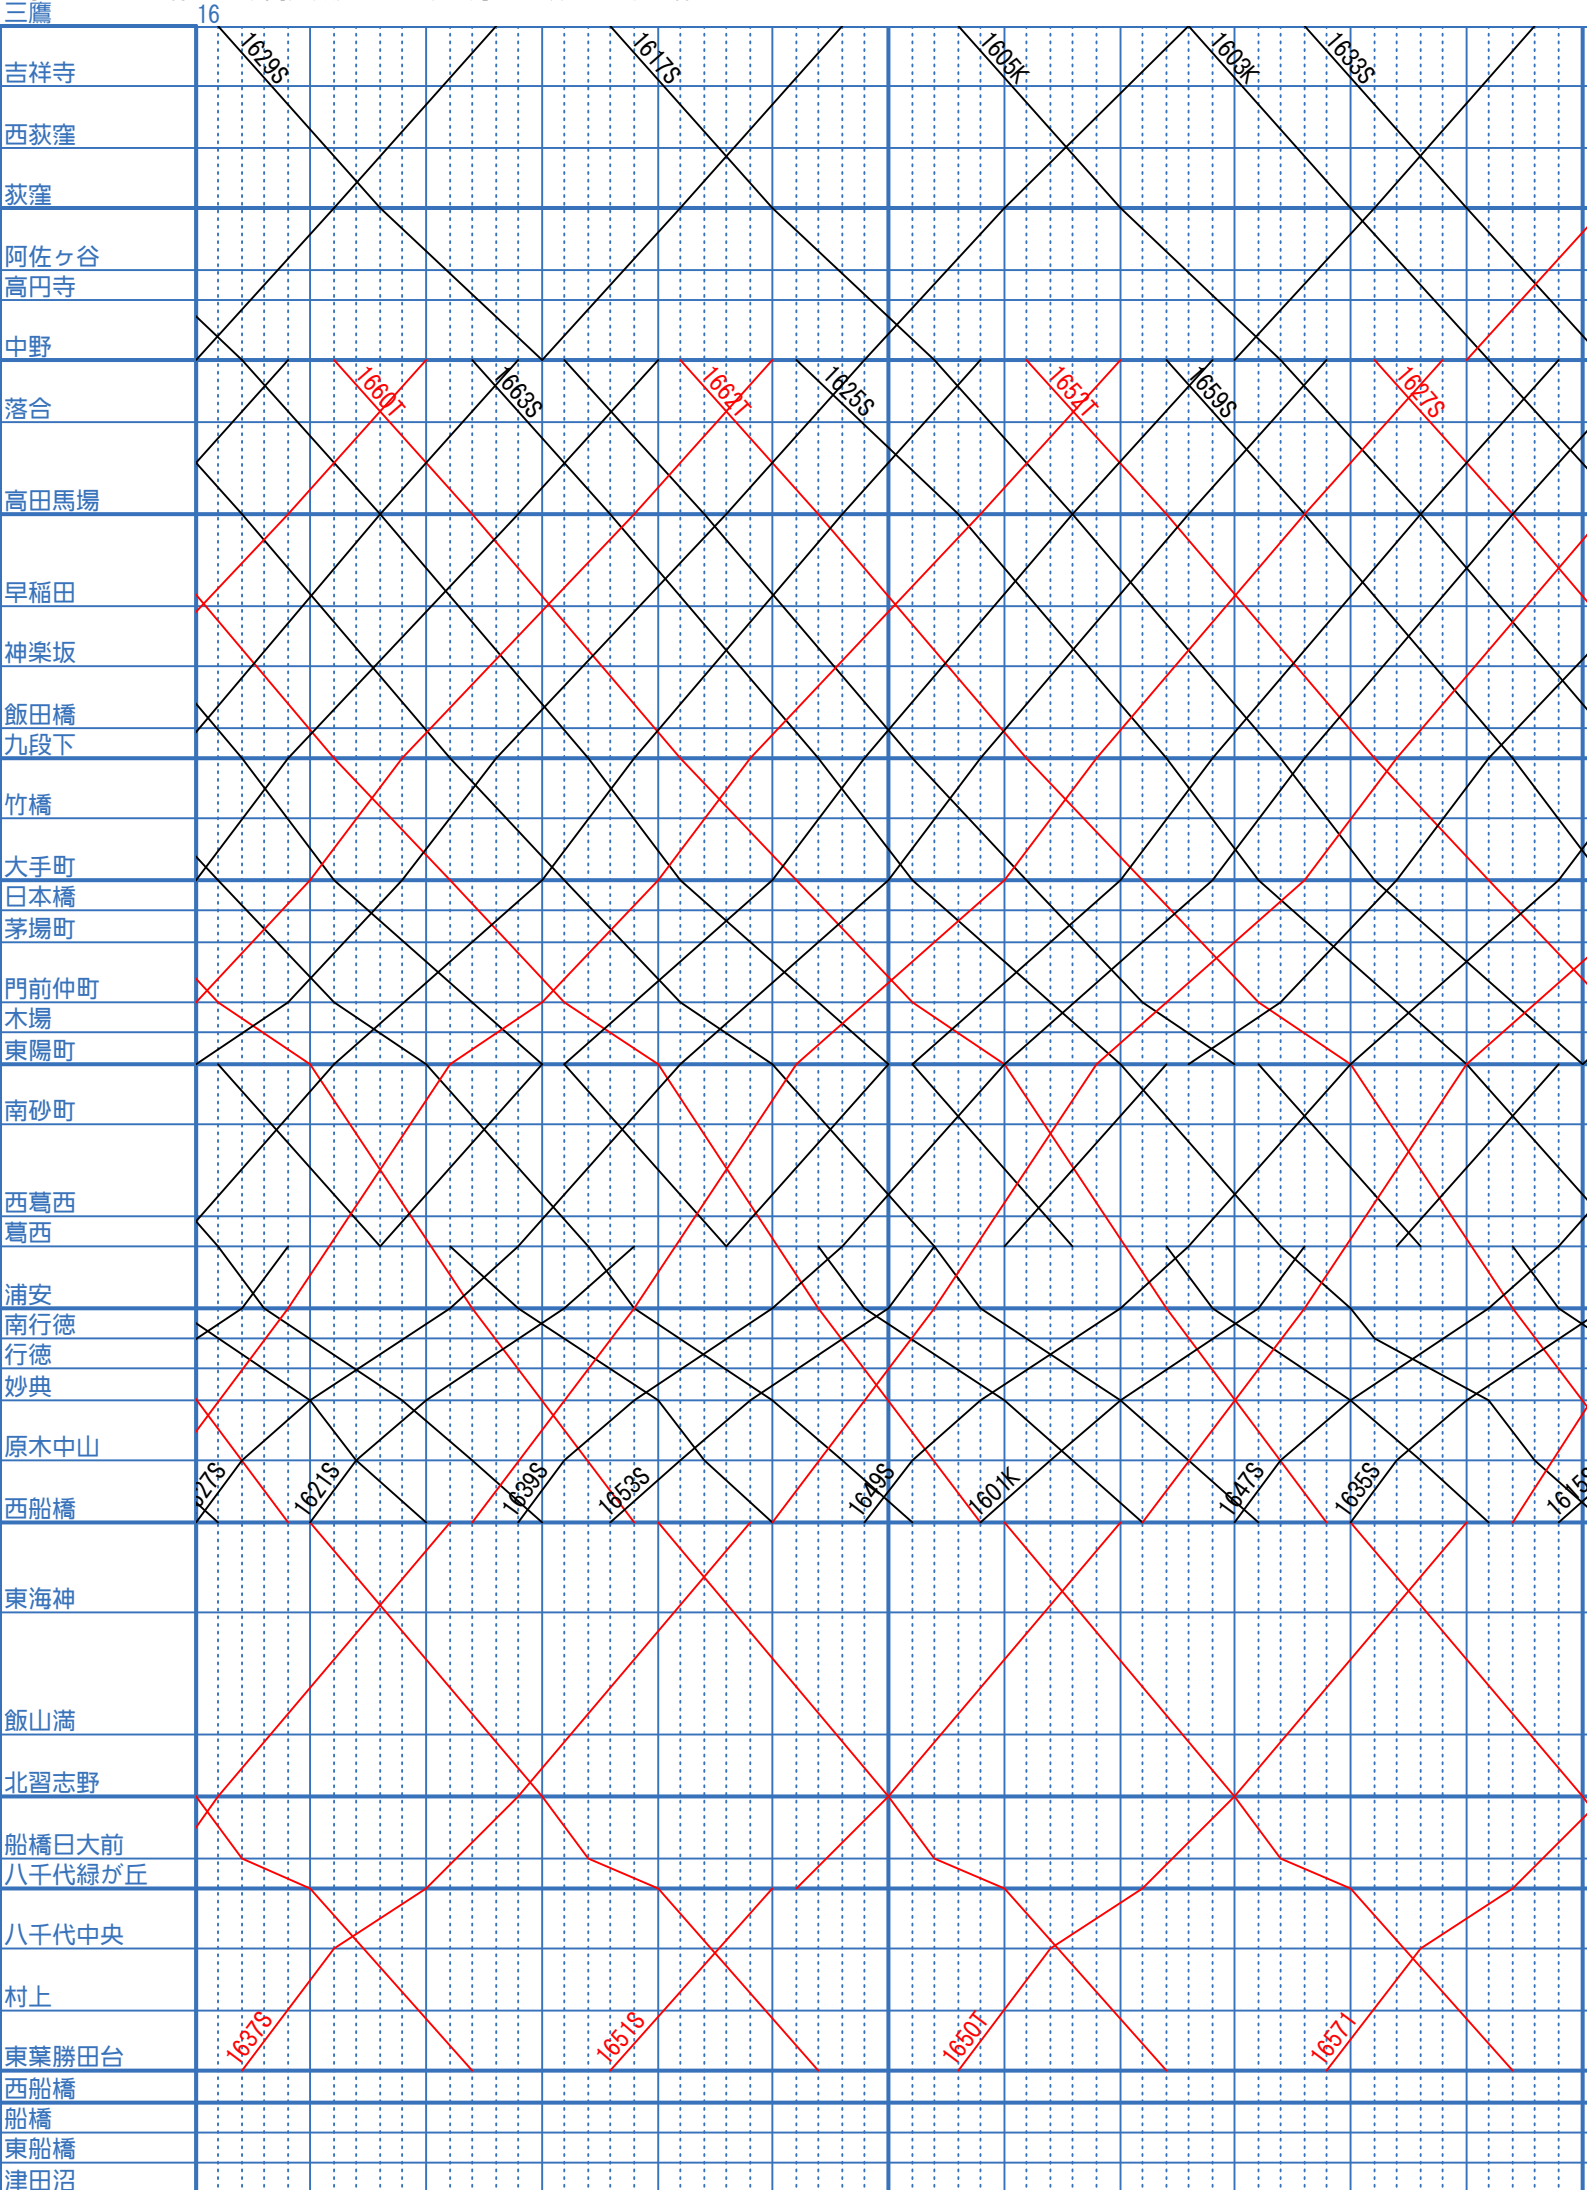 三鷹
16
1629S
1617S
1605K
1603K
1633S
吉祥寺
西荻窪
荻窪
阿佐ヶ谷
高円寺
中野
1660T
1663S
1662T
1625S
1652T
1659S
1627S
落合
高田馬場
早稲田
神楽坂
飯田橋
九段下
竹橋
大手町
日本橋
茅場町
門前仲町
木場
東陽町
南砂町
西葛西
葛西
浦安
南行徳
行徳
妙典
原木中山
1621S
1639S
1653S
1649S
1601K
1647S
1635S
西船橋
東海神
飯山満
北習志野
船橋日大前
八千代緑が丘
八千代中央
村上
1637S
1651S
1650T
東葉勝田台
西船橋
船橋
東船橋
津田沼